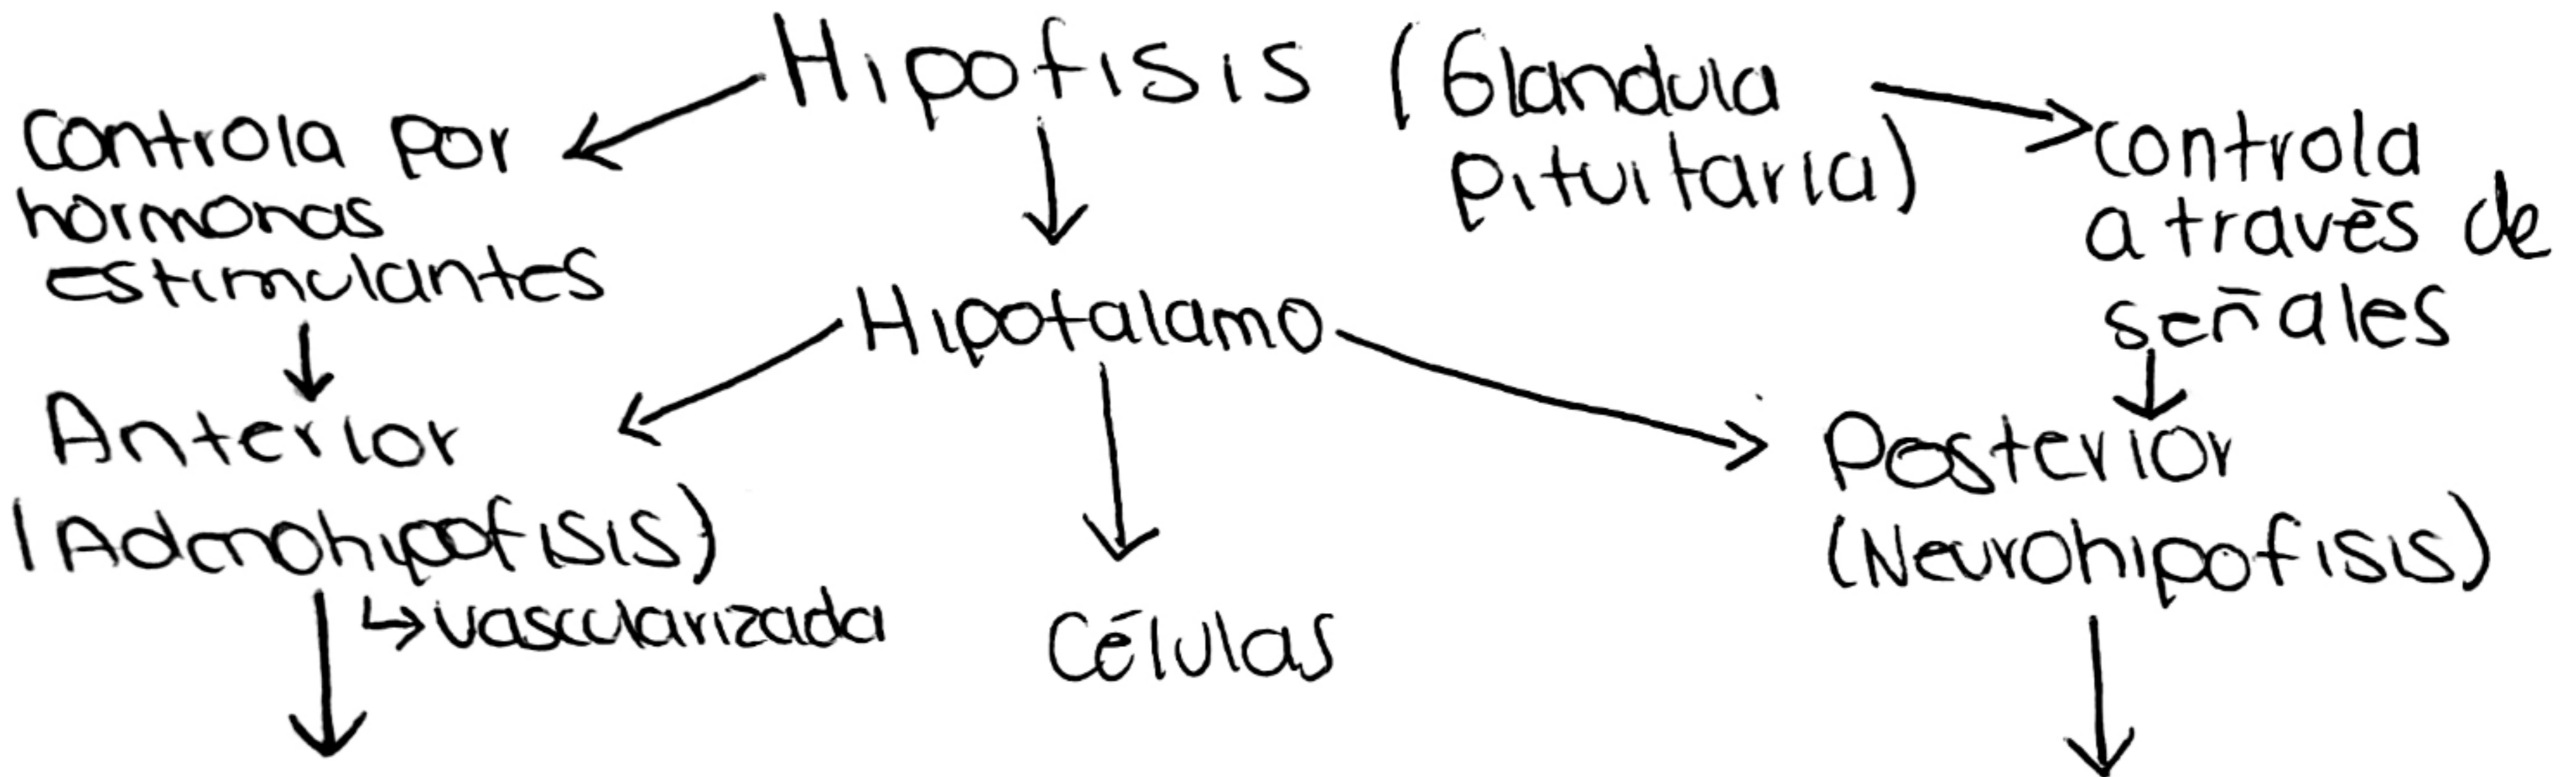 Hipofisis (Glandula
pituitaria)
controla por
hormonas
estimulantes
controla
a través de
señales
Hipotalamo
Anterior
(Adenohipofisis)
↳ vascularizada
Células
Posterior
(Neurohipofisis)